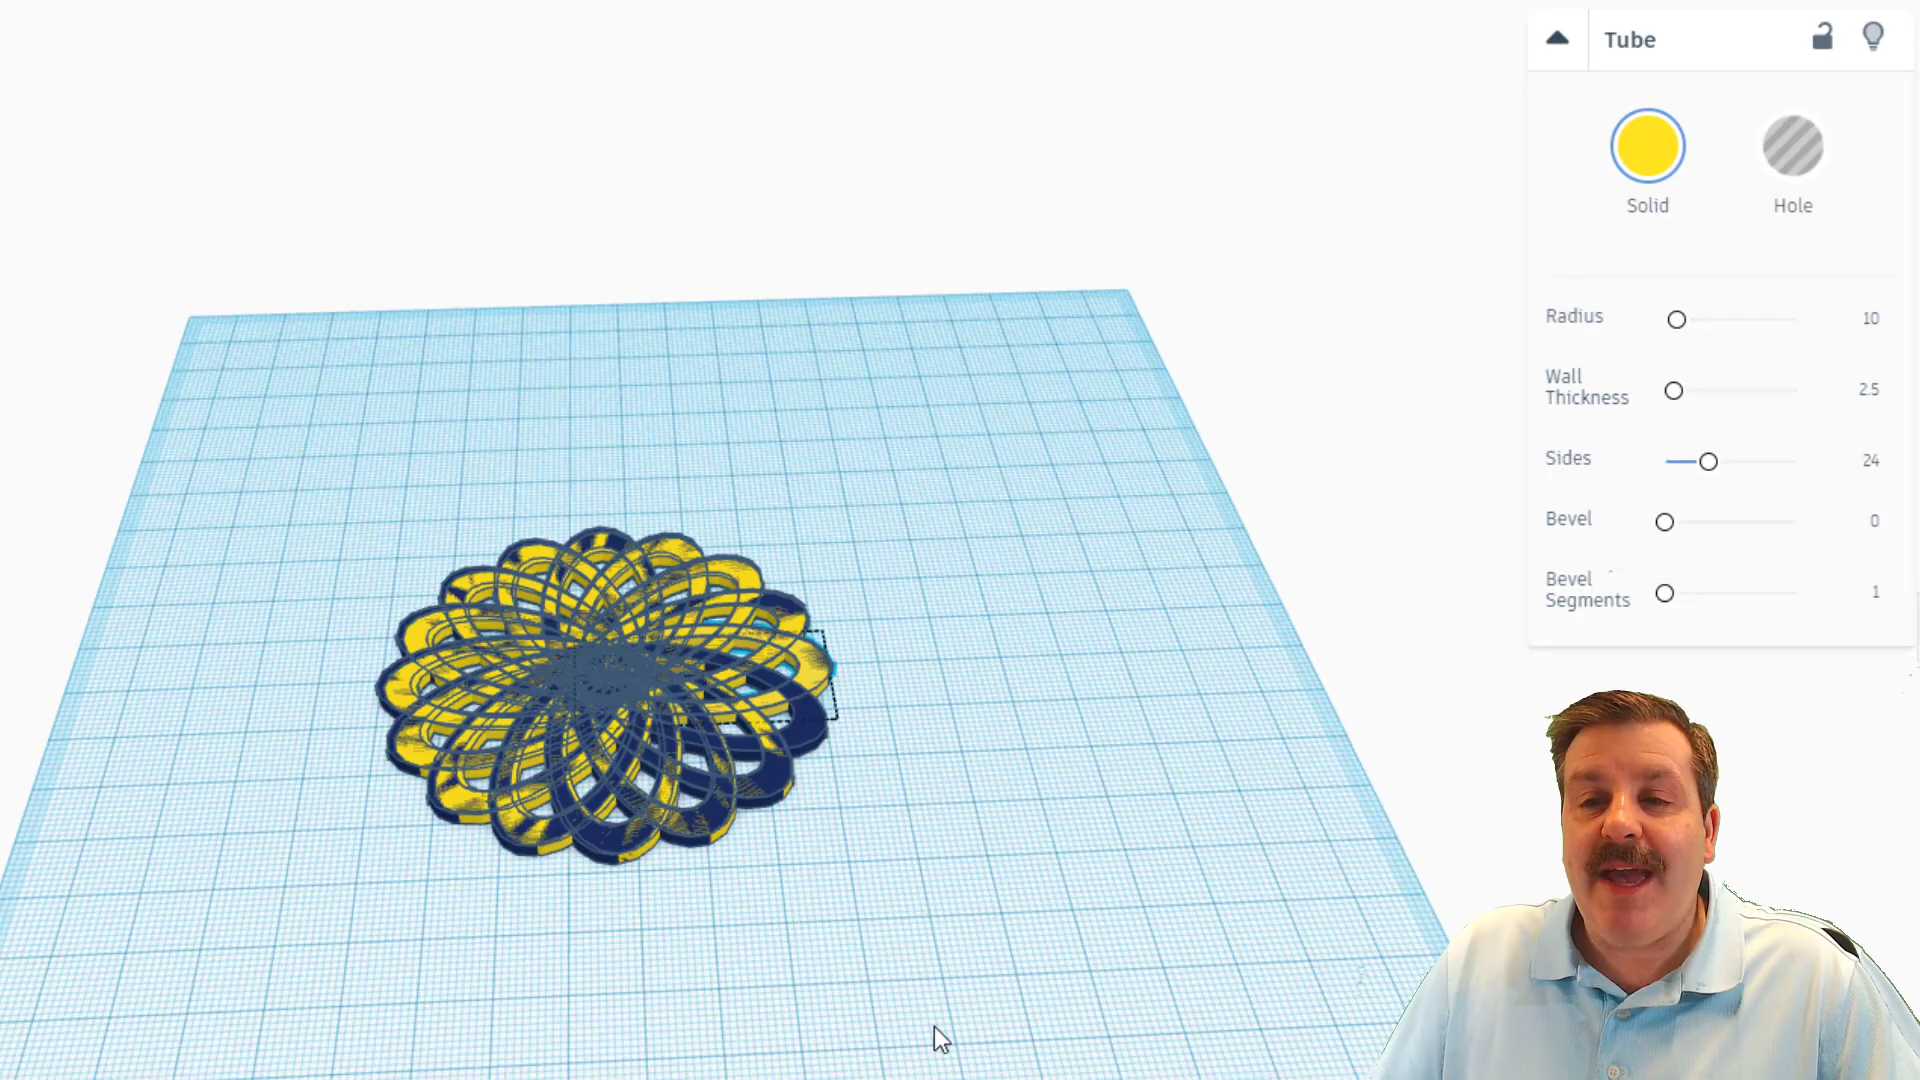 Tube
Solid
Hole
Radius
10
Wall
Thickness
2.5
Sides
24
Bevel
0
Bevel
Segments
1